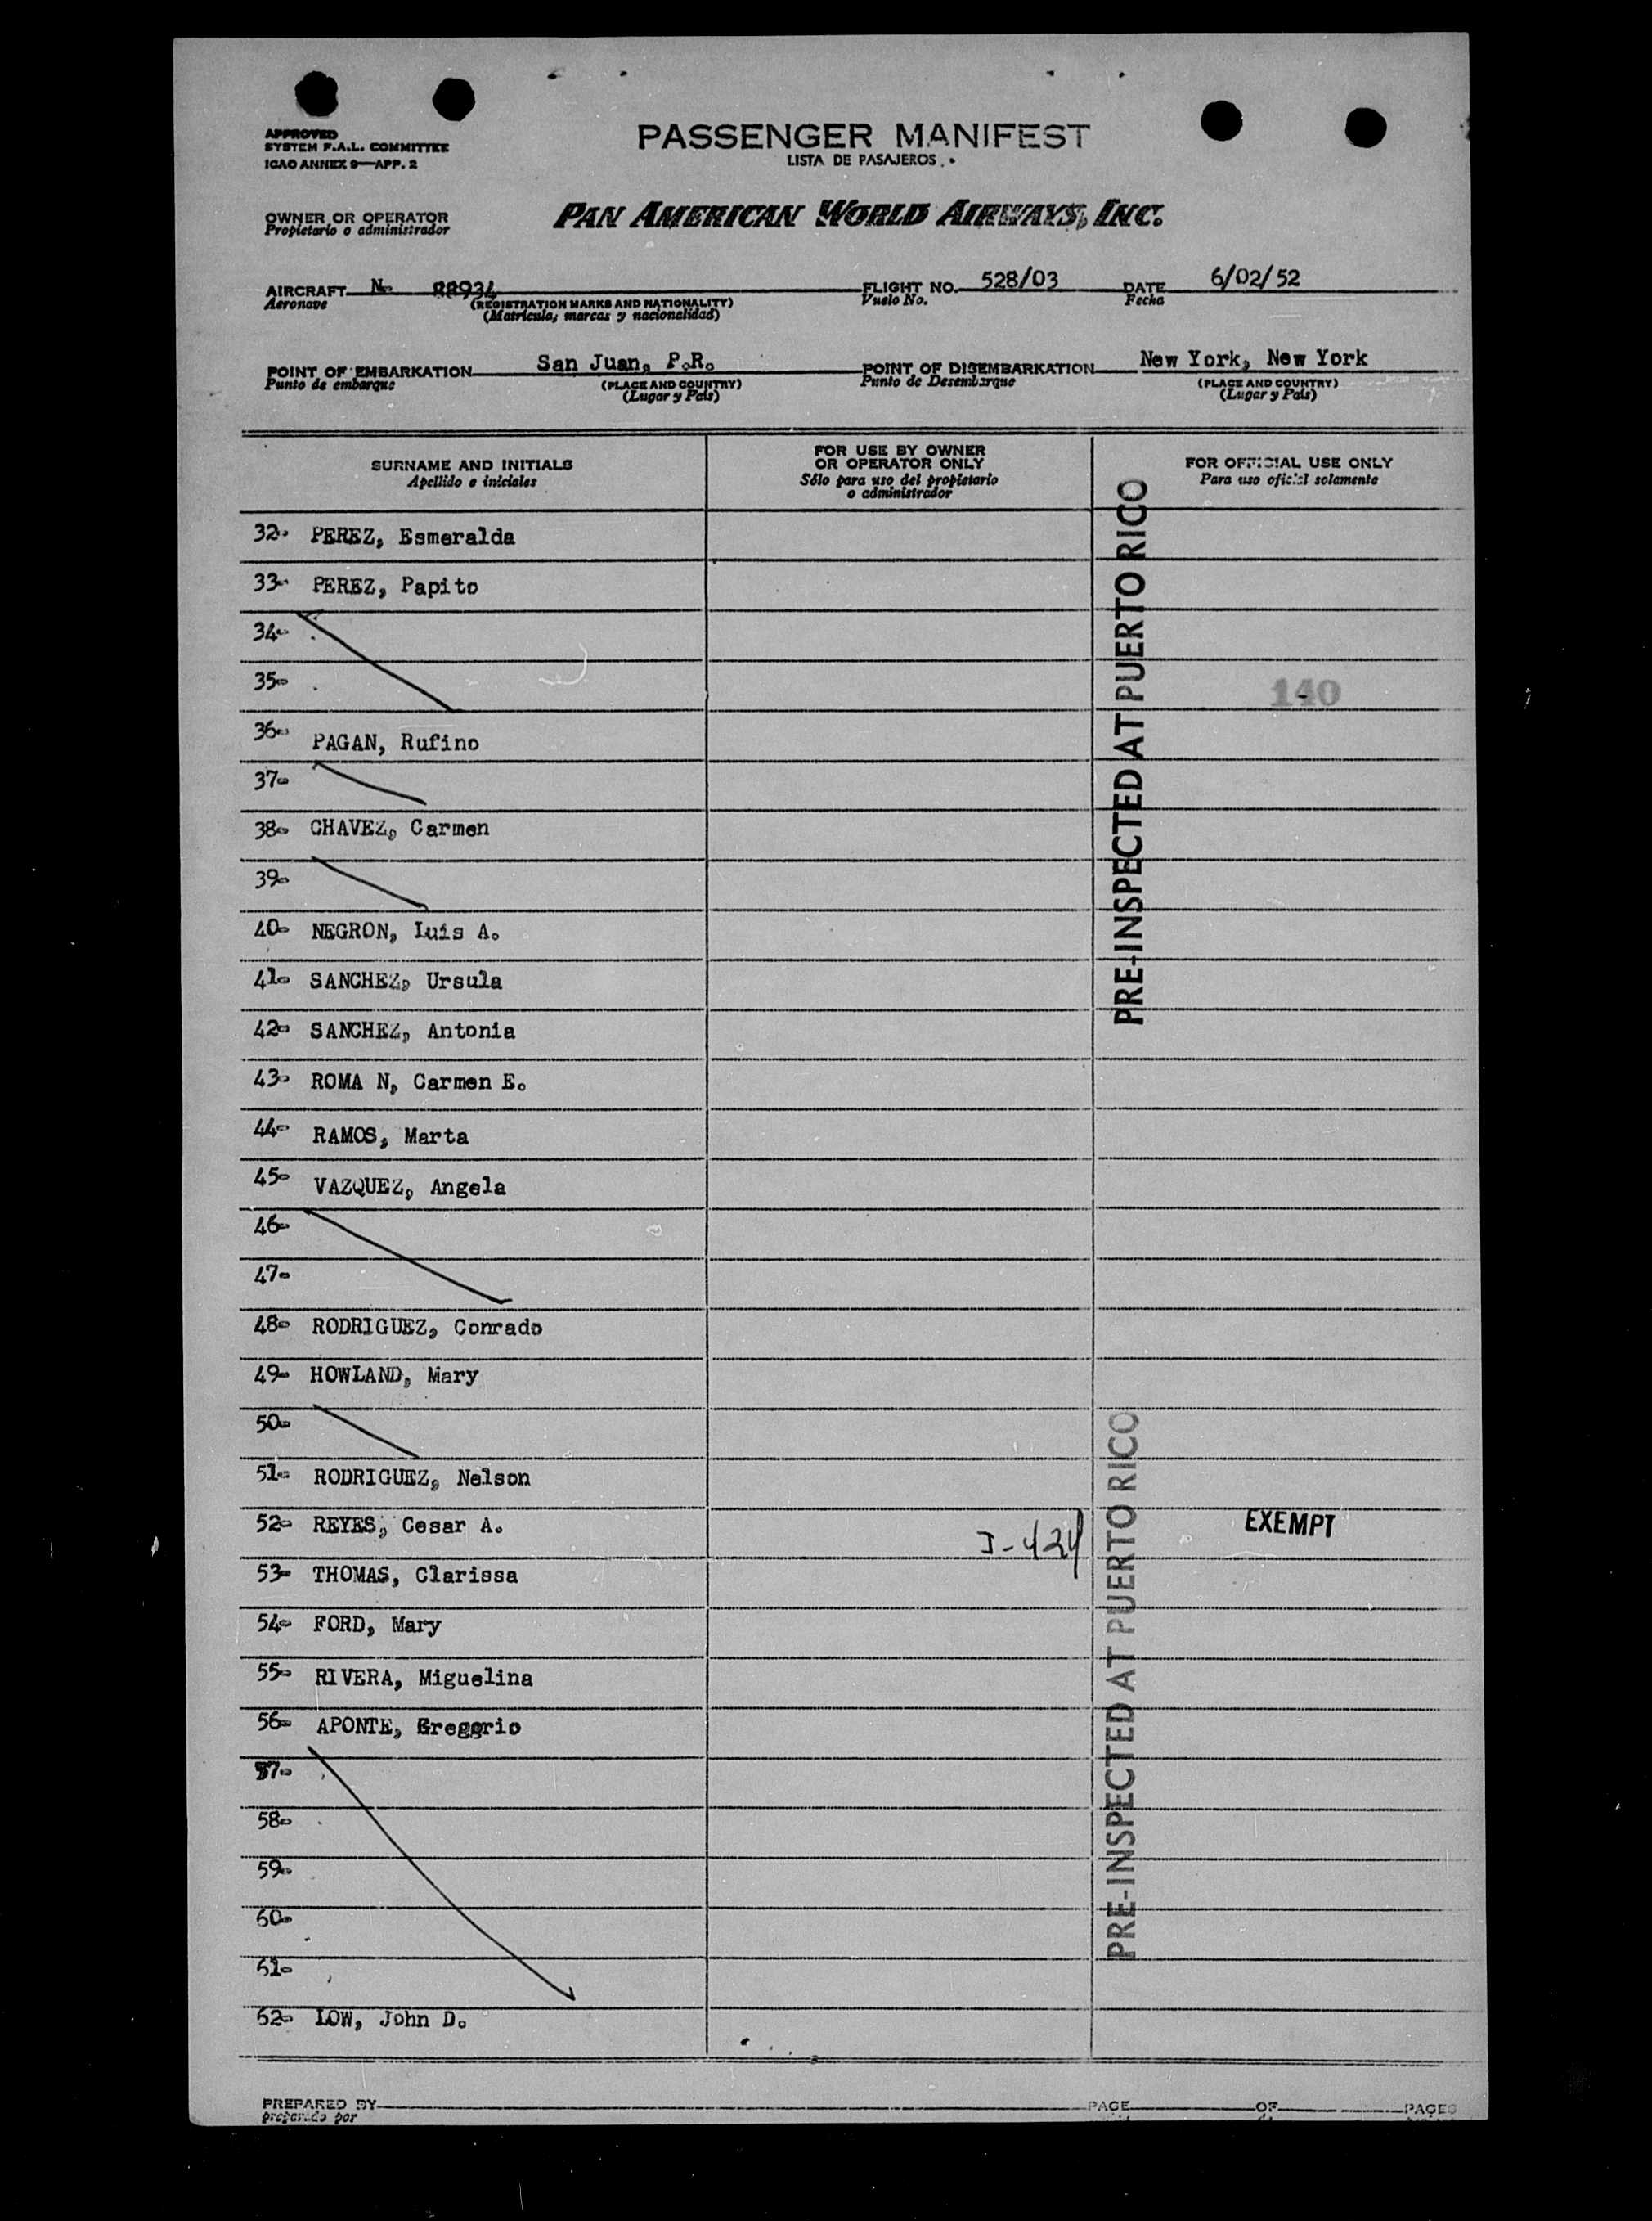 APPROVED
SYSTEM F.A.L. COMMITTEE
ICAO ANNEX 9—APP. 2
PASSENGER MANIFEST
LISTA DE PASAJEROS
OWNER OR OPERATOR
Propietario o administrador
PAN AMERICAN WORLD AIRWAYS, INC.
AIRCRAFT N- 88934 FLIGHT NO. 528/03 DATE 6/02/52
Aeronave (REGISTRATION MARKS AND NATIONALITY) Vuelo No. Fecha
(Matrícula, marcas y nacionalidad)
POINT OF EMBARKATION San Juan, P.R. POINT OF DISEMBARKATION New York, New York
Punto de embarque (PLACE AND COUNTRY) Punto de Desembarque (PLACE AND COUNTRY)
(Lugar y País) (Lugar y País)
SURNAME AND INITIALS
Apellido e iniciales
FOR USE BY OWNER
OR OPERATOR ONLY
Sólo para uso del propietario
o administrador
FOR OFFICIAL USE ONLY
Para uso oficial solamente
32- PEREZ, Esmeralda
33- PEREZ, Papito
34-
35- 140
36- PAGAN, Rufino
37-
38- CHAVEZ, Carmen
39-
40- NEGRON, Luis A.
41- SANCHEZ, Ursula
42- SANCHEZ, Antonia
43- ROMA N, Carmen E.
44- RAMOS, Marta
45- VAZQUEZ, Angela
46-
47-
48- RODRIGUEZ, Conrado
49- HOWLAND, Mary
50-
51- RODRIGUEZ, Nelson
52- REYES, Cesar A. I-424 EXEMPT
53- THOMAS, Clarissa
54- FORD, Mary
55- RIVERA, Miguelina
56- APONTE, Gregorio
57-
58-
59-
60-
61-
62- LOW, John D.
PRE-INSPECTED AT PUERTO RICO
PRE-INSPECTED AT PUERTO RICO
PREPARED BY PAGE OF PAGES
preparado por